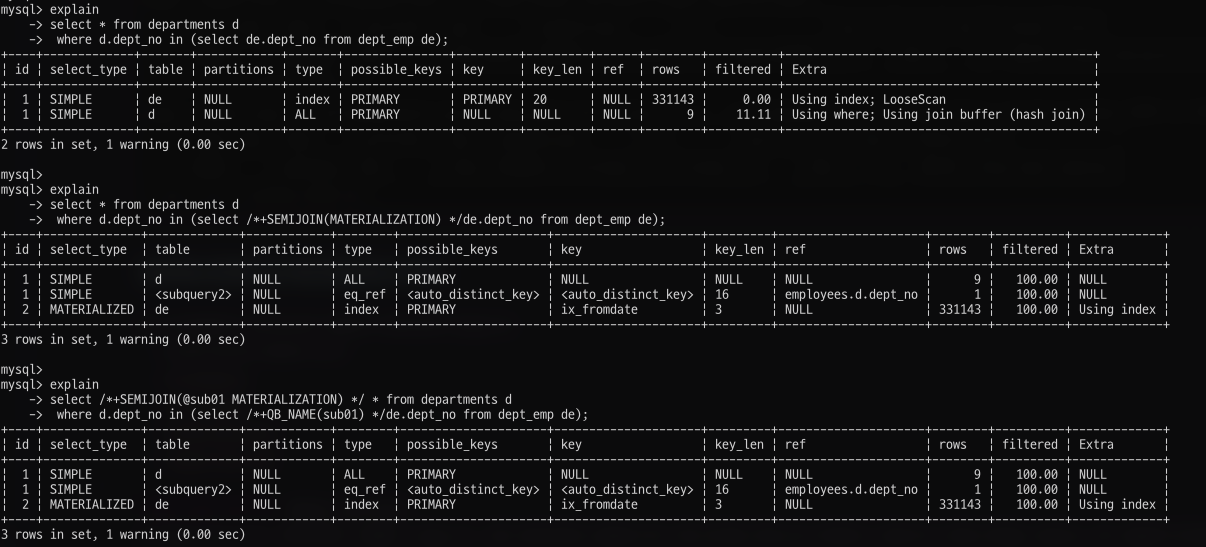 mysql> explain
    -> select * from departments d
    ->  where d.dept_no in (select de.dept_no from dept_emp de);
+----+-------------+-------+------------+-------+---------------+---------+---------+------+--------+----------+--------------------------------------------+
| id | select_type | table | partitions | type  | possible_keys | key     | key_len | ref  | rows   | filtered | Extra                                      |
+----+-------------+-------+------------+-------+---------------+---------+---------+------+--------+----------+--------------------------------------------+
|  1 | SIMPLE      | de    | NULL       | index | PRIMARY       | PRIMARY | 20      | NULL | 331143 |     0.00 | Using index; LooseScan                     |
|  1 | SIMPLE      | d     | NULL       | ALL   | PRIMARY       | NULL    | NULL    | NULL |      9 |    11.11 | Using where; Using join buffer (hash join) |
+----+-------------+-------+------------+-------+---------------+---------+---------+------+--------+----------+--------------------------------------------+
2 rows in set, 1 warning (0.00 sec)

mysql>
mysql> explain
    -> select * from departments d
    ->  where d.dept_no in (select /*+SEMIJOIN(MATERIALIZATION) */de.dept_no from dept_emp de);
+----+--------------+-------------+------------+--------+---------------------+---------------------+---------+---------------------+--------+----------+-------------+
| id | select_type  | table       | partitions | type   | possible_keys       | key                 | key_len | ref                 | rows   | filtered | Extra       |
+----+--------------+-------------+------------+--------+---------------------+---------------------+---------+---------------------+--------+----------+-------------+
|  1 | SIMPLE       | d           | NULL       | ALL    | PRIMARY             | NULL                | NULL    | NULL                |      9 |   100.00 | NULL        |
|  1 | SIMPLE       | <subquery2> | NULL       | eq_ref | <auto_distinct_key> | <auto_distinct_key> | 16      | employees.d.dept_no |      1 |   100.00 | NULL        |
|  2 | MATERIALIZED | de          | NULL       | index  | PRIMARY             | ix_fromdate         | 3       | NULL                | 331143 |   100.00 | Using index |
+----+--------------+-------------+------------+--------+---------------------+---------------------+---------+---------------------+--------+----------+-------------+
3 rows in set, 1 warning (0.00 sec)

mysql>
mysql> explain
    -> select /*+SEMIJOIN(@sub01 MATERIALIZATION) */ * from departments d
    ->  where d.dept_no in (select /*+QB_NAME(sub01) */de.dept_no from dept_emp de);
+----+--------------+-------------+------------+--------+---------------------+---------------------+---------+---------------------+--------+----------+-------------+
| id | select_type  | table       | partitions | type   | possible_keys       | key                 | key_len | ref                 | rows   | filtered | Extra       |
+----+--------------+-------------+------------+--------+---------------------+---------------------+---------+---------------------+--------+----------+-------------+
|  1 | SIMPLE       | d           | NULL       | ALL    | PRIMARY             | NULL                | NULL    | NULL                |      9 |   100.00 | NULL        |
|  1 | SIMPLE       | <subquery2> | NULL       | eq_ref | <auto_distinct_key> | <auto_distinct_key> | 16      | employees.d.dept_no |      1 |   100.00 | NULL        |
|  2 | MATERIALIZED | de          | NULL       | index  | PRIMARY             | ix_fromdate         | 3       | NULL                | 331143 |   100.00 | Using index |
+----+--------------+-------------+------------+--------+---------------------+---------------------+---------+---------------------+--------+----------+-------------+
3 rows in set, 1 warning (0.00 sec)